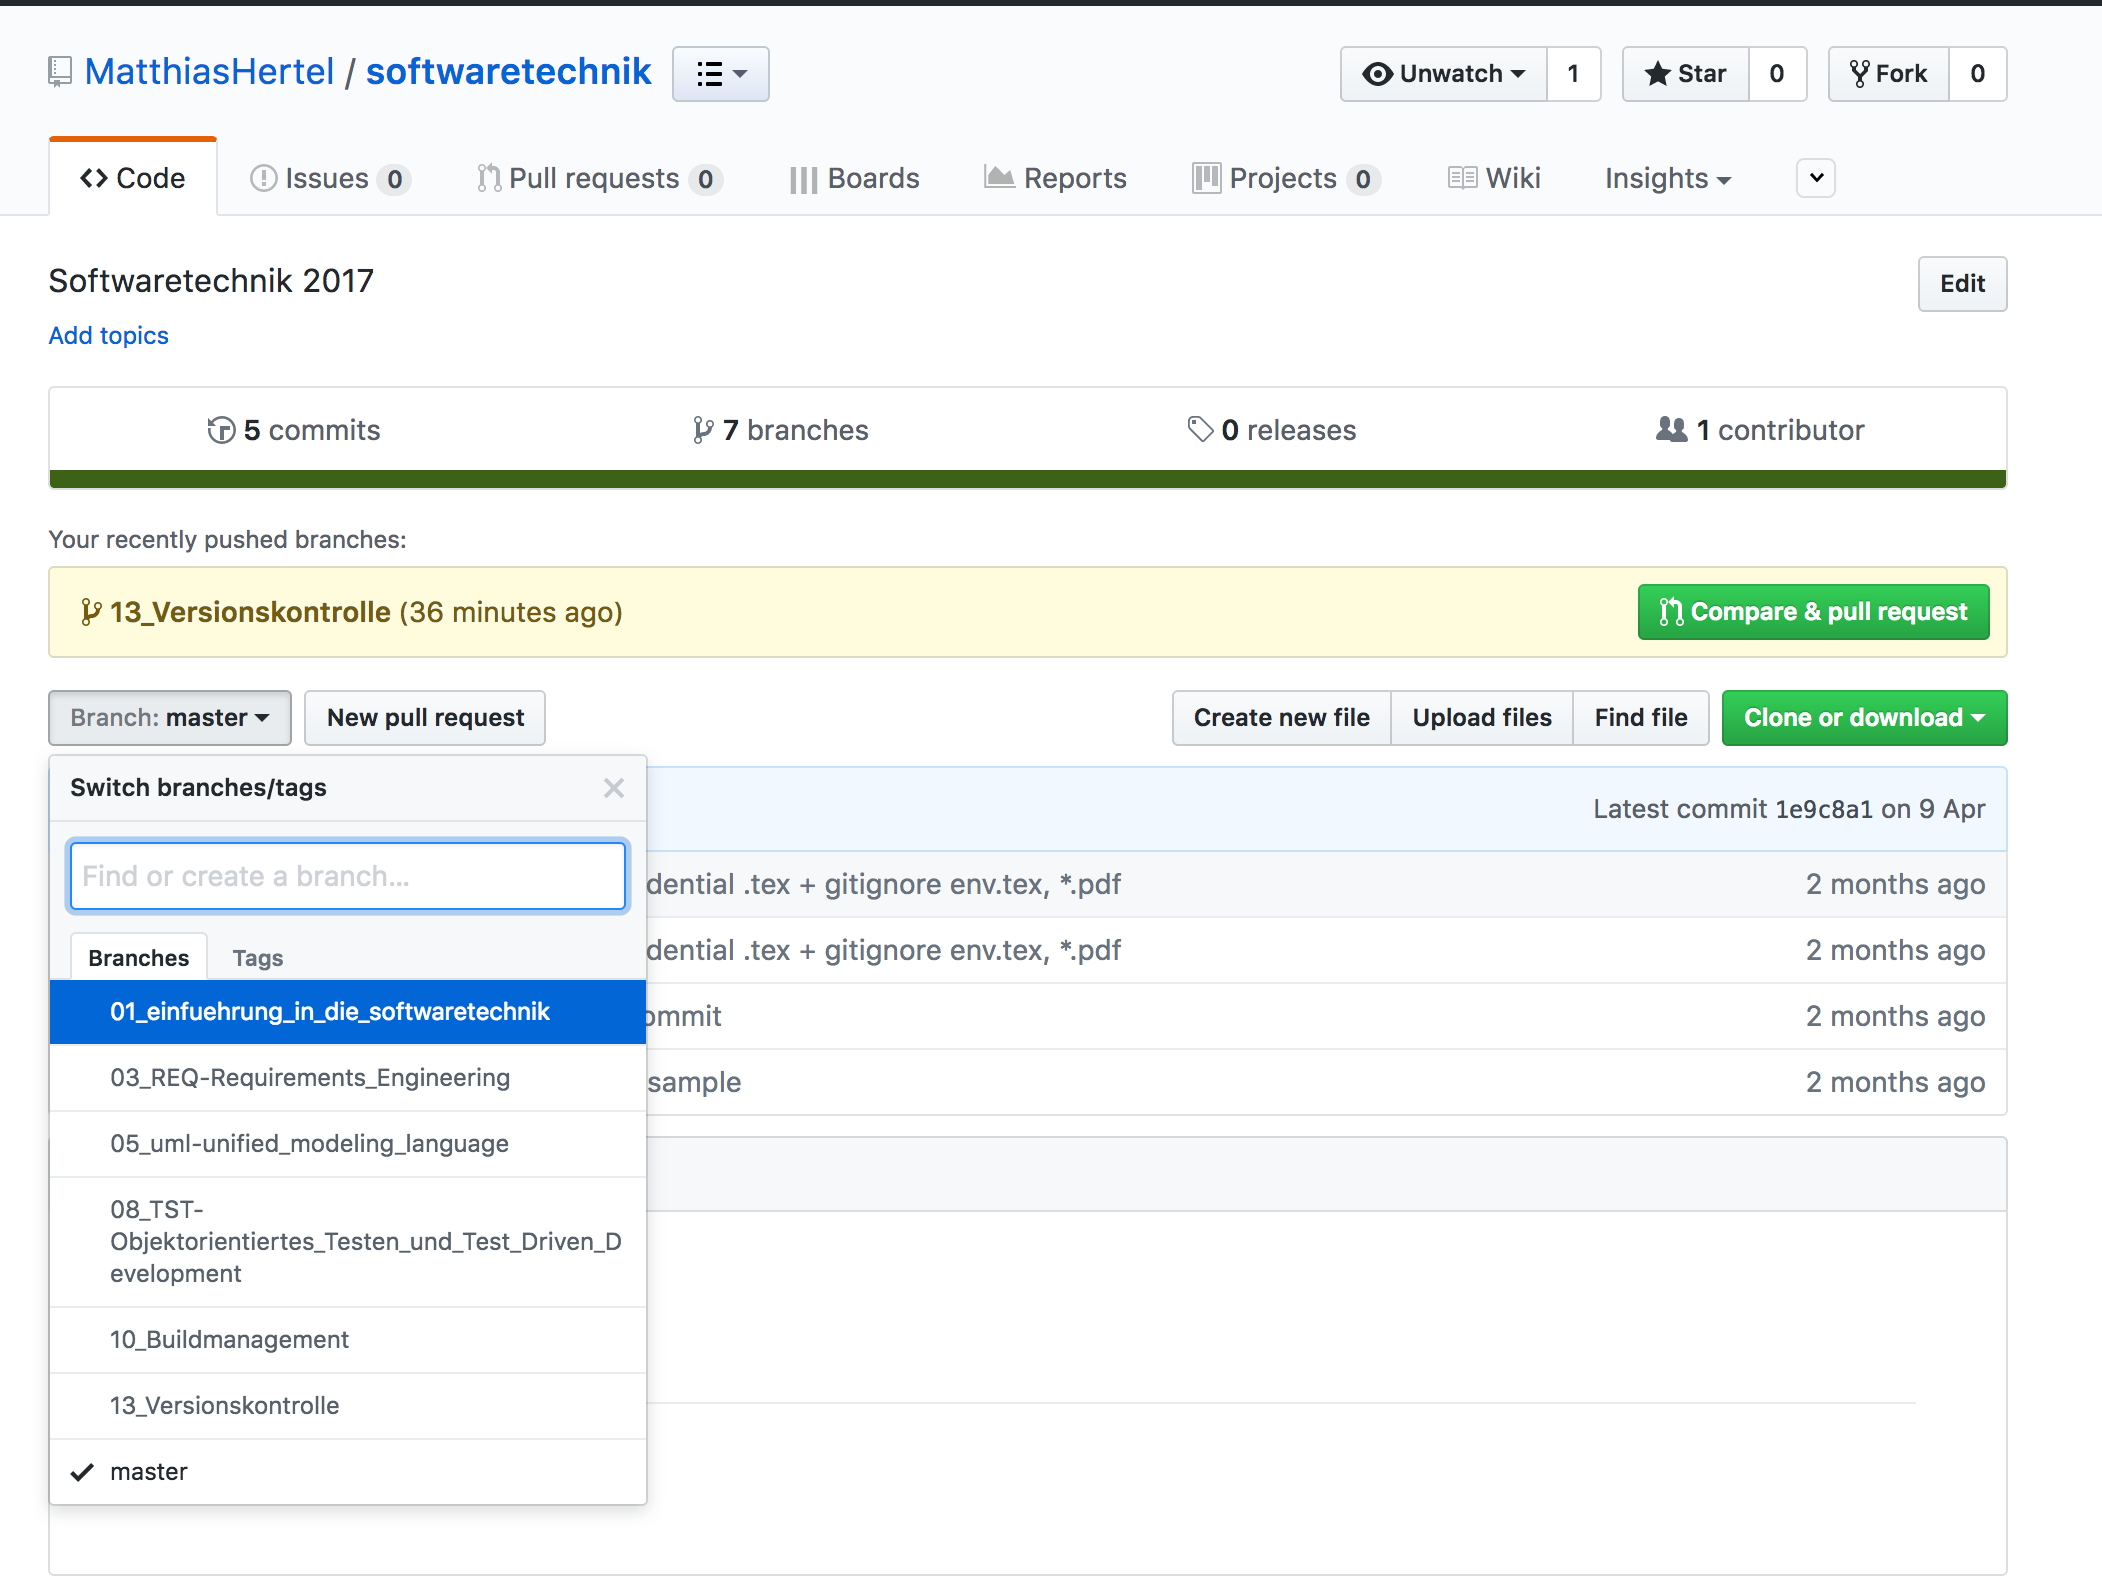 MatthiasHertel / softwaretechnik
Unwatch 1 Star 0 Fork 0
Code Issues 0 Pull requests 0 Boards Reports Projects 0 Wiki Insights
Softwaretechnik 2017
Edit
Add topics
5 commits 7 branches 0 releases 1 contributor
Your recently pushed branches:
13_Versionskontrolle (36 minutes ago) Compare & pull request
Branch: master New pull request Create new file Upload files Find file Clone or download
Switch branches/tags
Latest commit 1e9c8a1 on 9 Apr
Find or create a branch...
dential .tex + gitignore env.tex, *.pdf 2 months ago
Branches Tags
dential .tex + gitignore env.tex, *.pdf 2 months ago
01_einfuehrung_in_die_softwaretechnik
ommit 2 months ago
03_REQ-Requirements_Engineering
sample 2 months ago
05_uml-unified_modeling_language
08_TST-
Objektorientiertes_Testen_und_Test_Driven_D
evelopment
10_Buildmanagement
13_Versionskontrolle
master